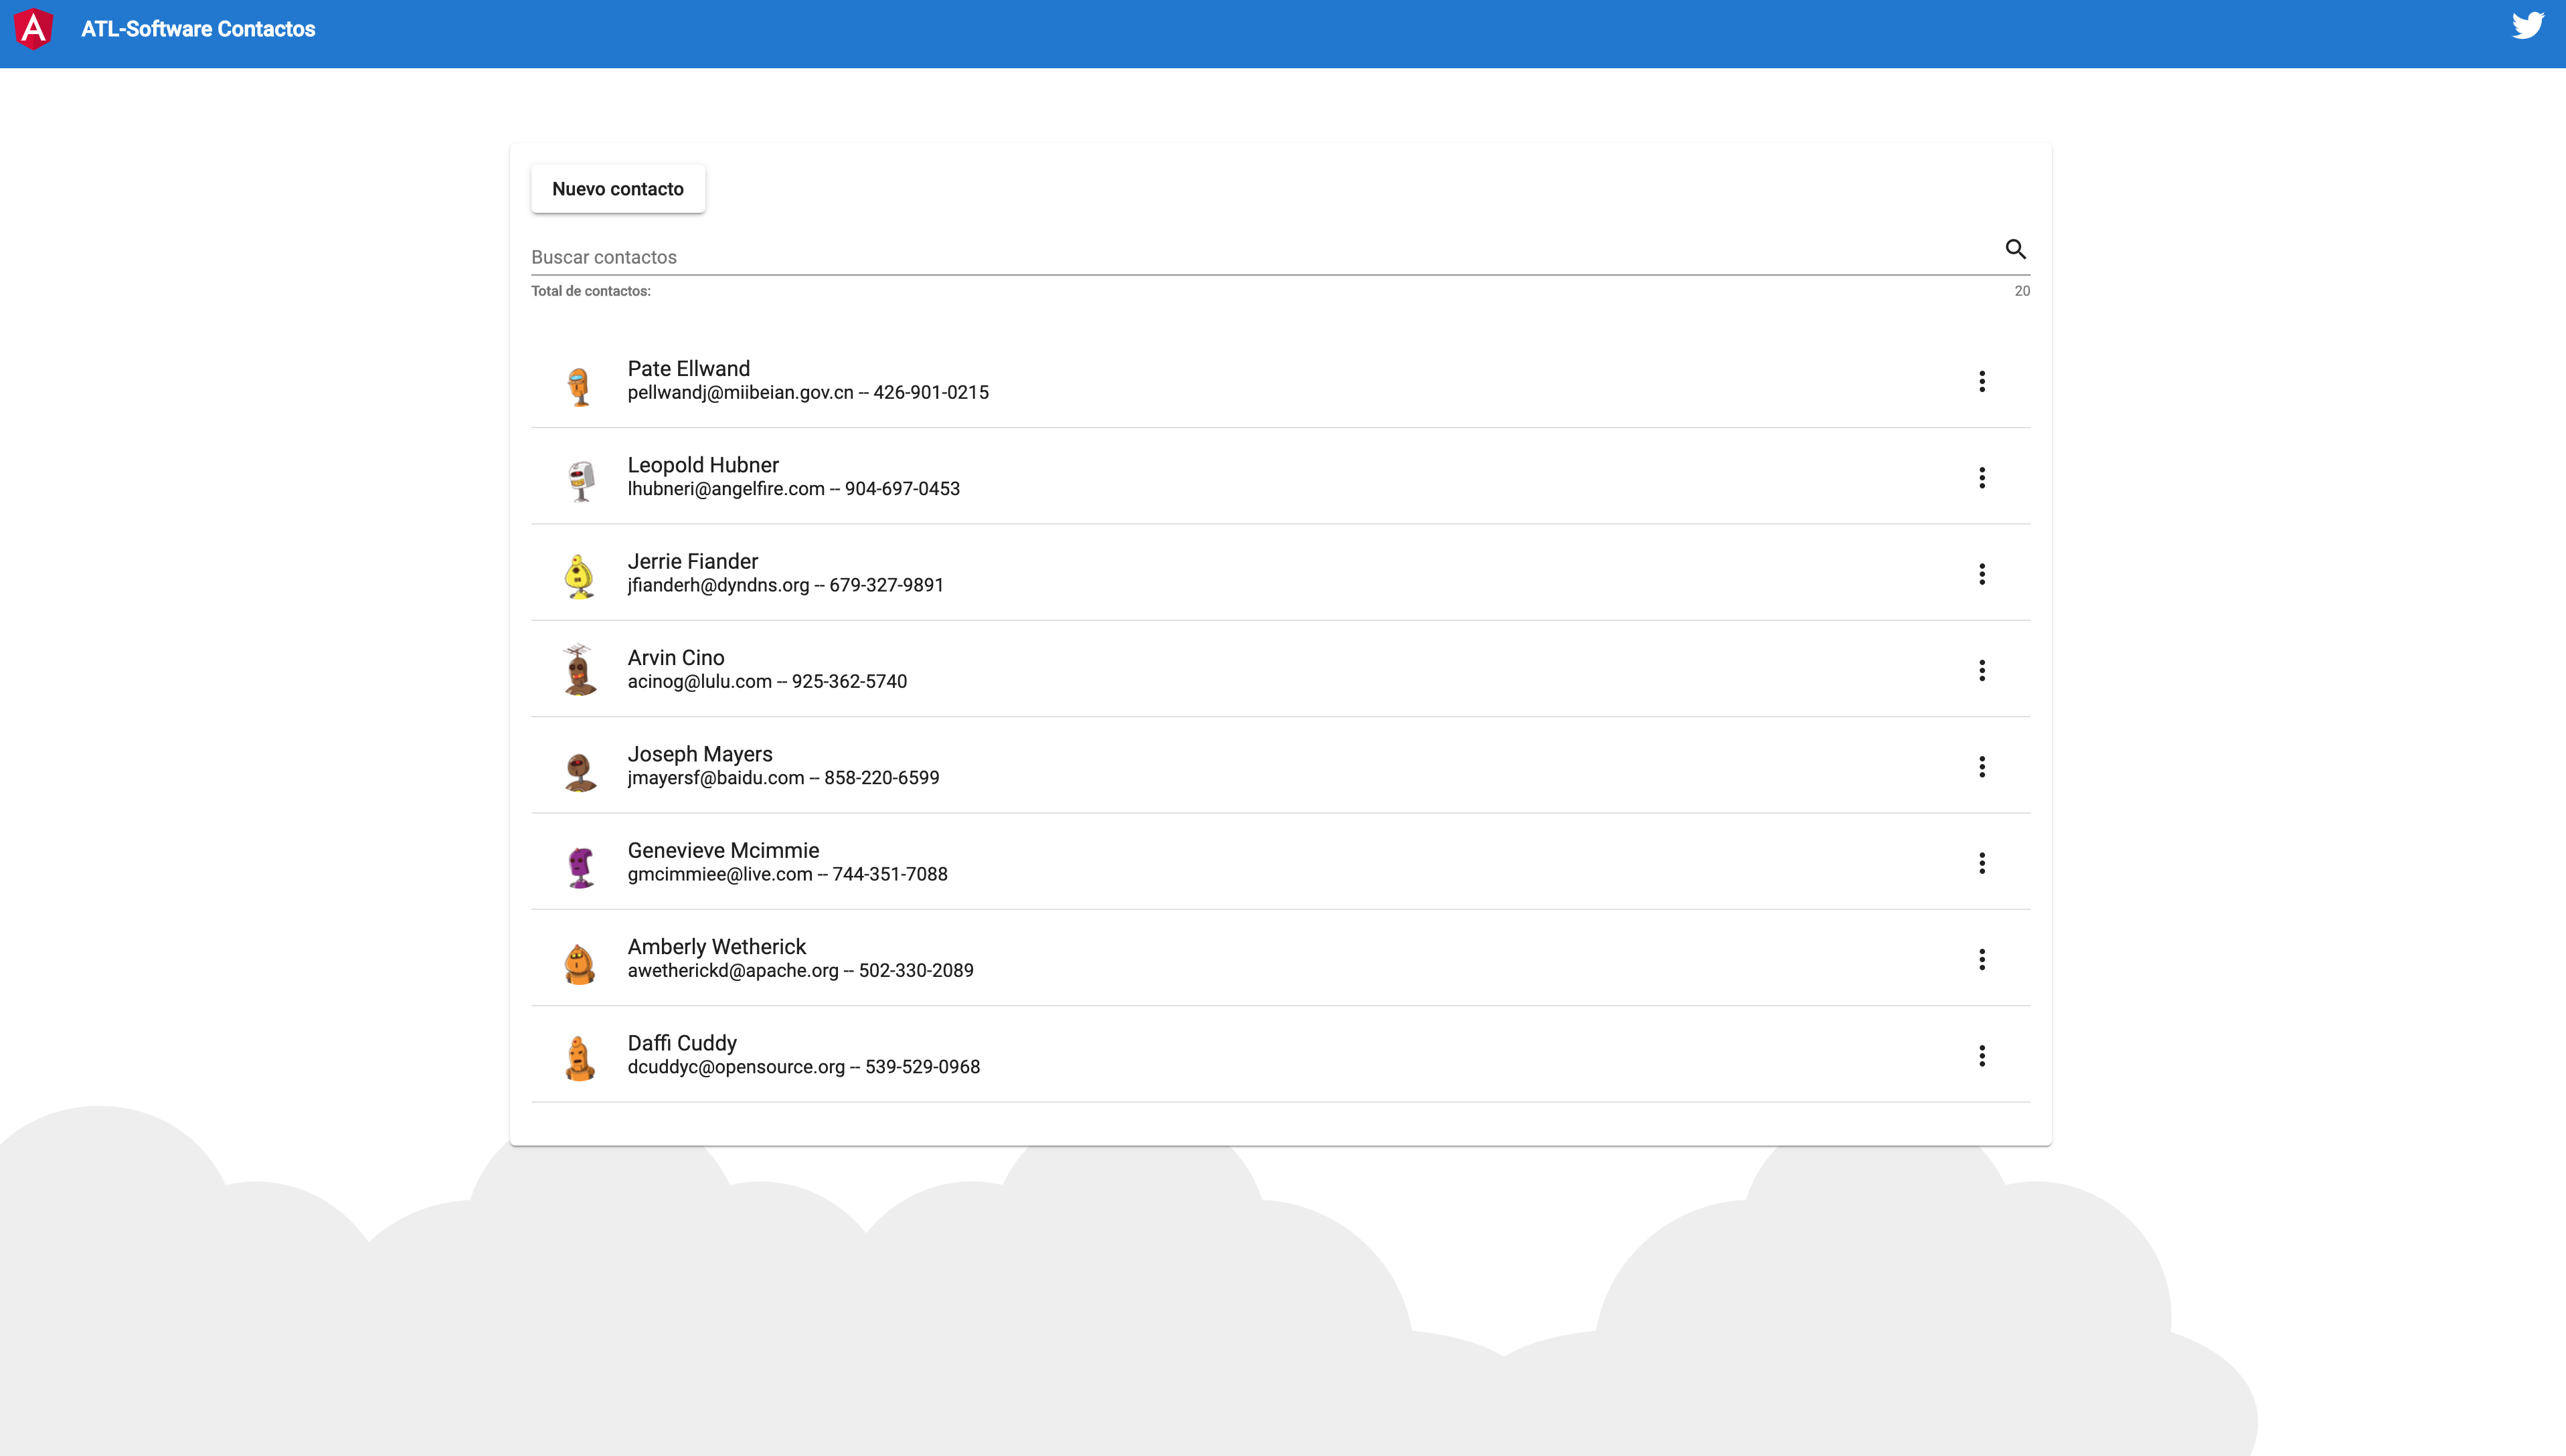 A
ATL-Software Contactos
Nuevo contacto
Buscar contactos
Total de contactos: 20
Pate Ellwand
pellwandj@miibeian.gov.cn -- 426-901-0215
Leopold Hubner
lhubneri@angelfire.com -- 904-697-0453
Jerrie Fiander
jfianderh@dyndns.org -- 679-327-9891
Arvin Cino
acinog@lulu.com -- 925-362-5740
Joseph Mayers
jmayersf@baidu.com -- 858-220-6599
Genevieve Mcimmie
gmcimmiee@live.com -- 744-351-7088
Amberly Wetherick
awetherickd@apache.org -- 502-330-2089
Daffi Cuddy
dcuddyc@opensource.org -- 539-529-0968